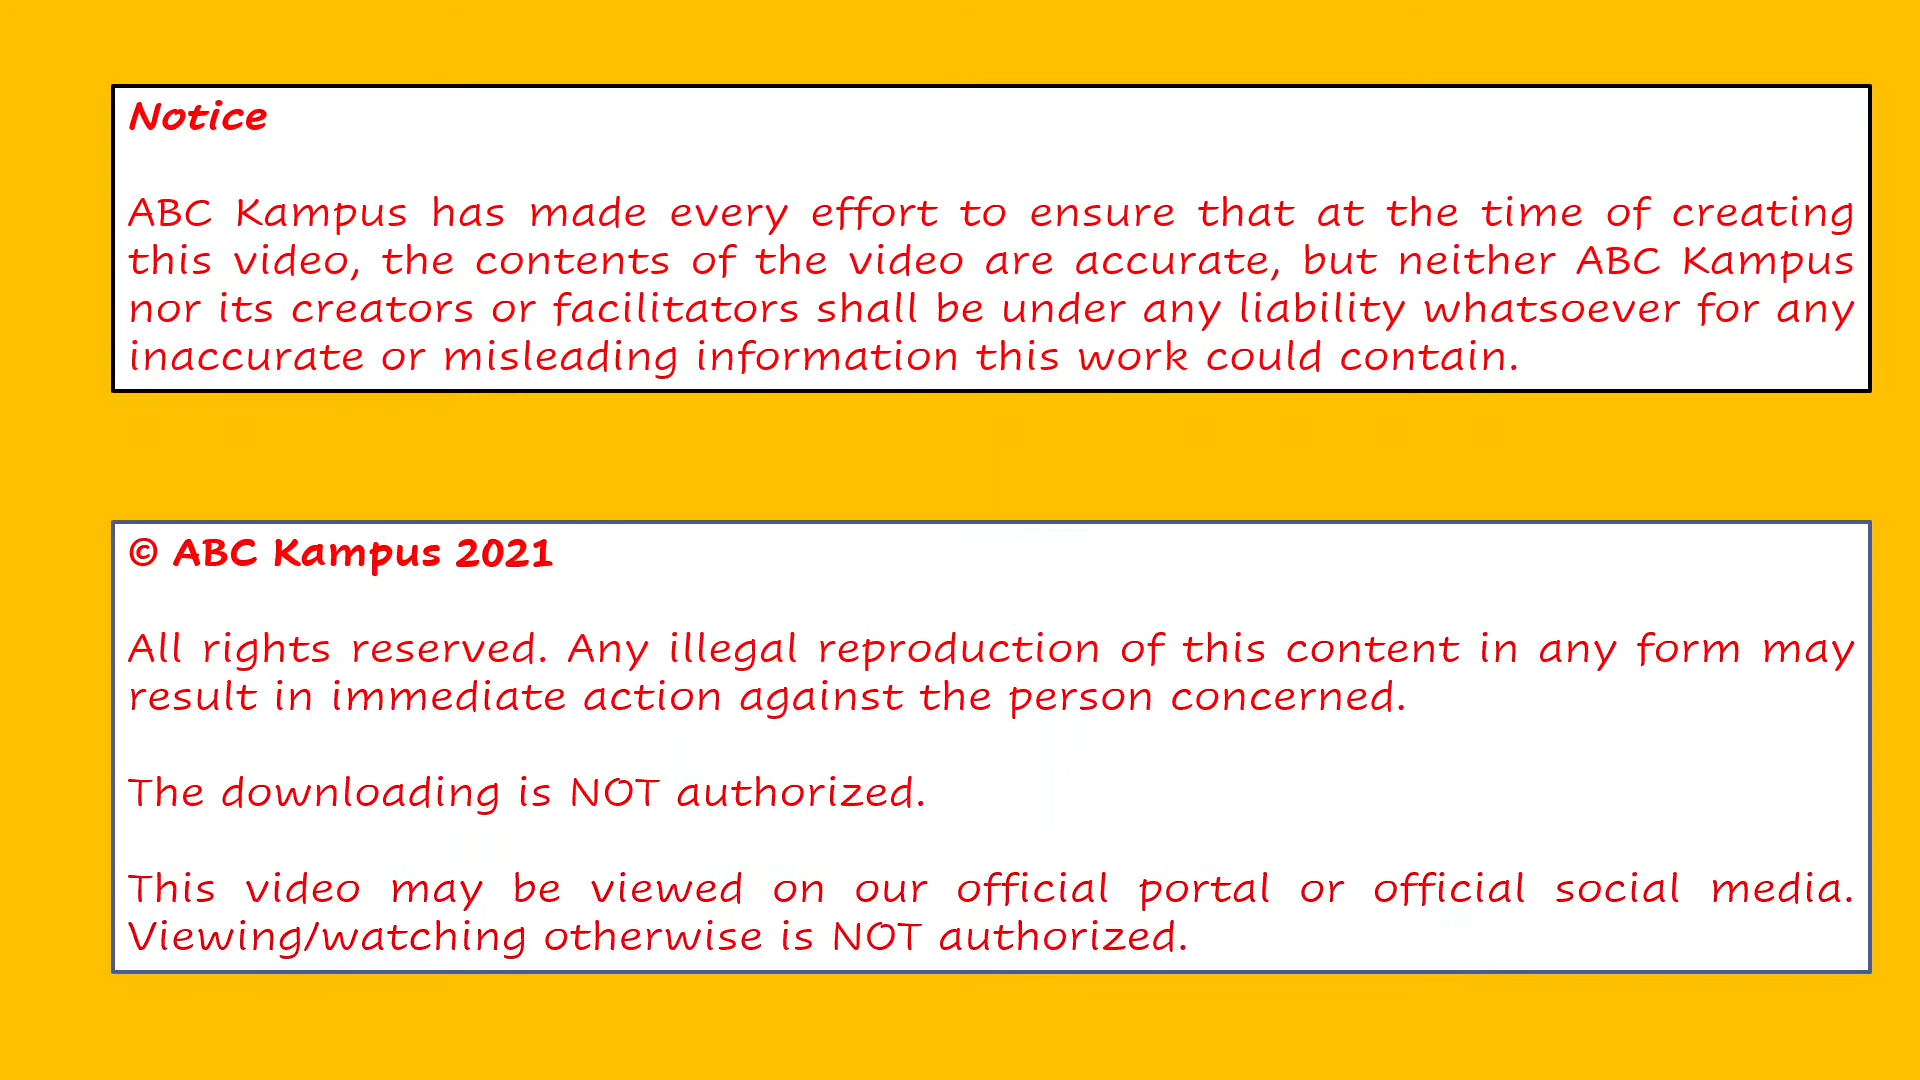 Notice
ABC Kampus has made every effort to ensure that at the time of creating
this video, the contents of the video are accurate, but neither ABC Kampus
nor its creators or facilitators shall be under any liability whatsoever for any
inaccurate or misleading information this work could contain.
© ABC Kampus 2021
All rights reserved. Any illegal reproduction of this content in any form may
result in immediate action against the person concerned.
The downloading is NOT authorized.
This video may be viewed on our official portal or official social media.
Viewing/watching otherwise is NOT authorized.